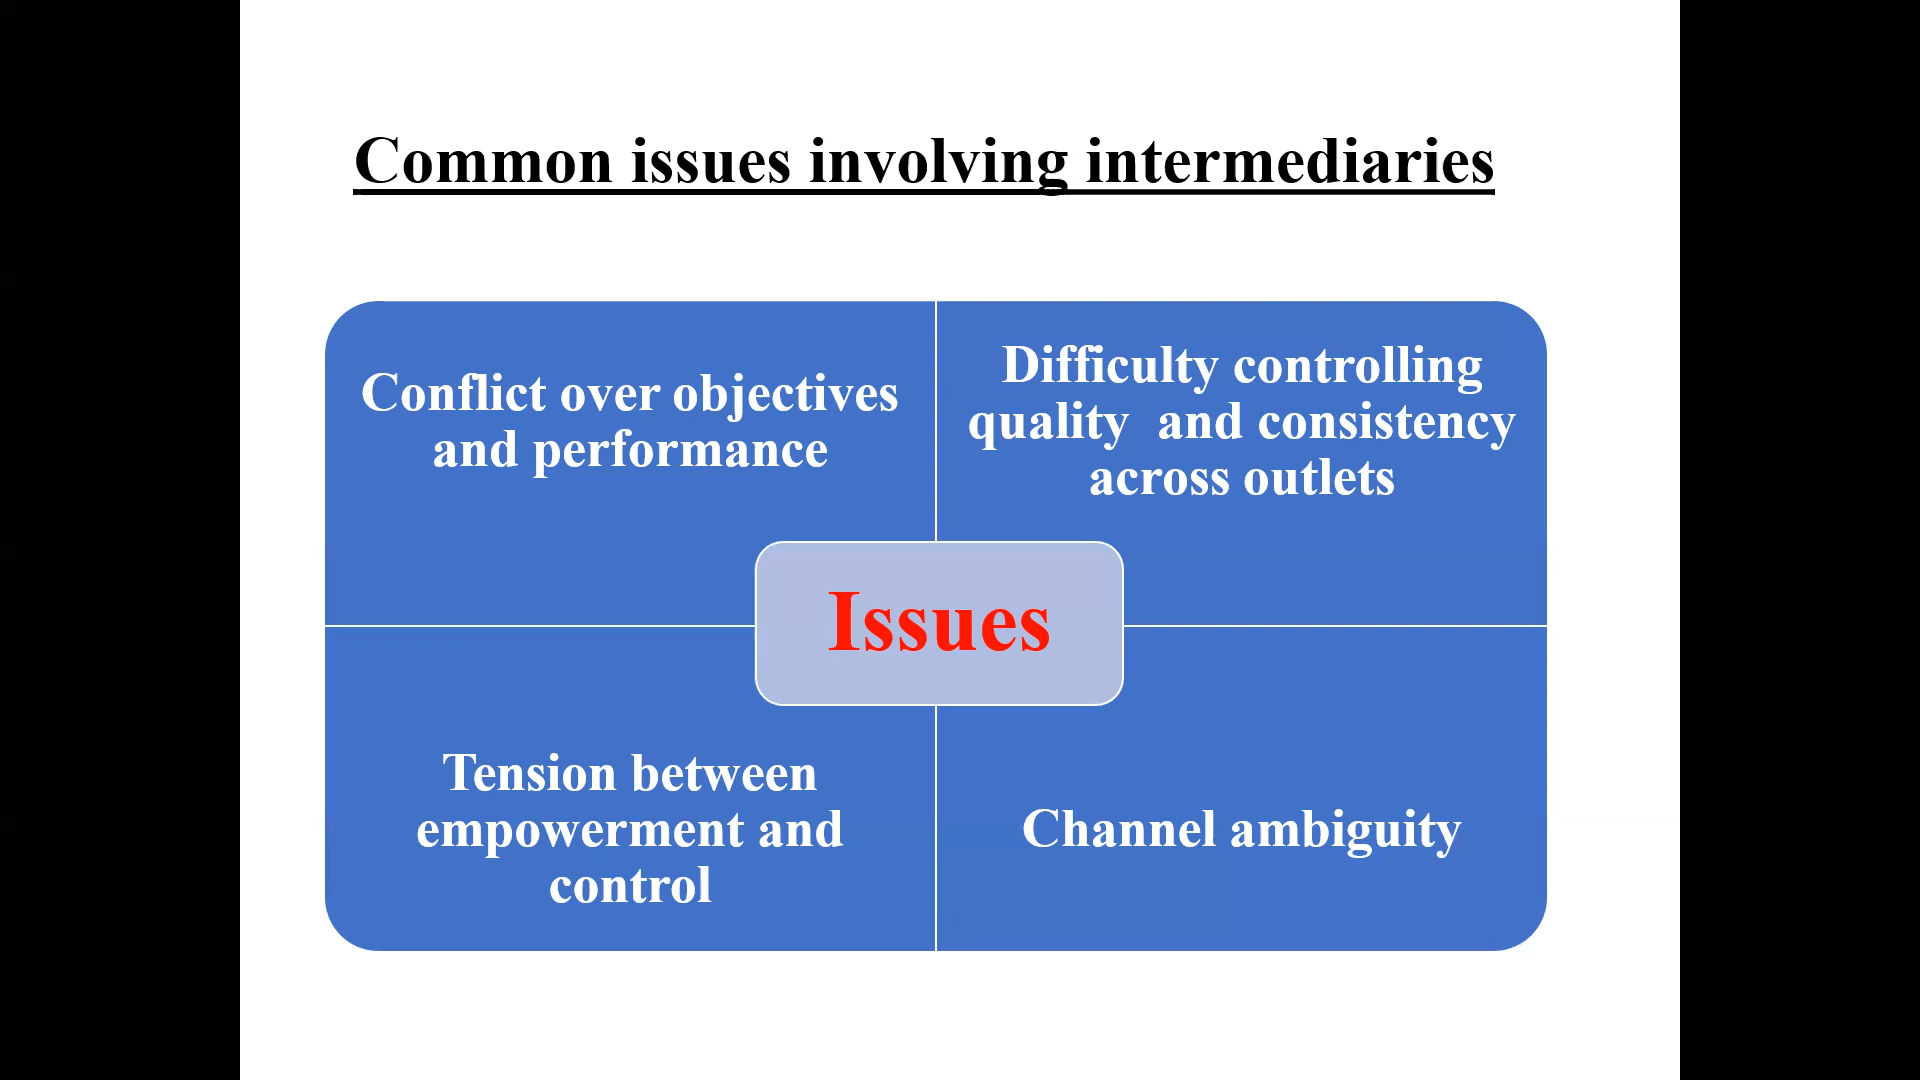 Common issues involving intermediaries
Conflict over objectives
and performance
Difficulty controlling
quality  and consistency
across outlets
Issues
Tension between
empowerment and
control
Channel ambiguity